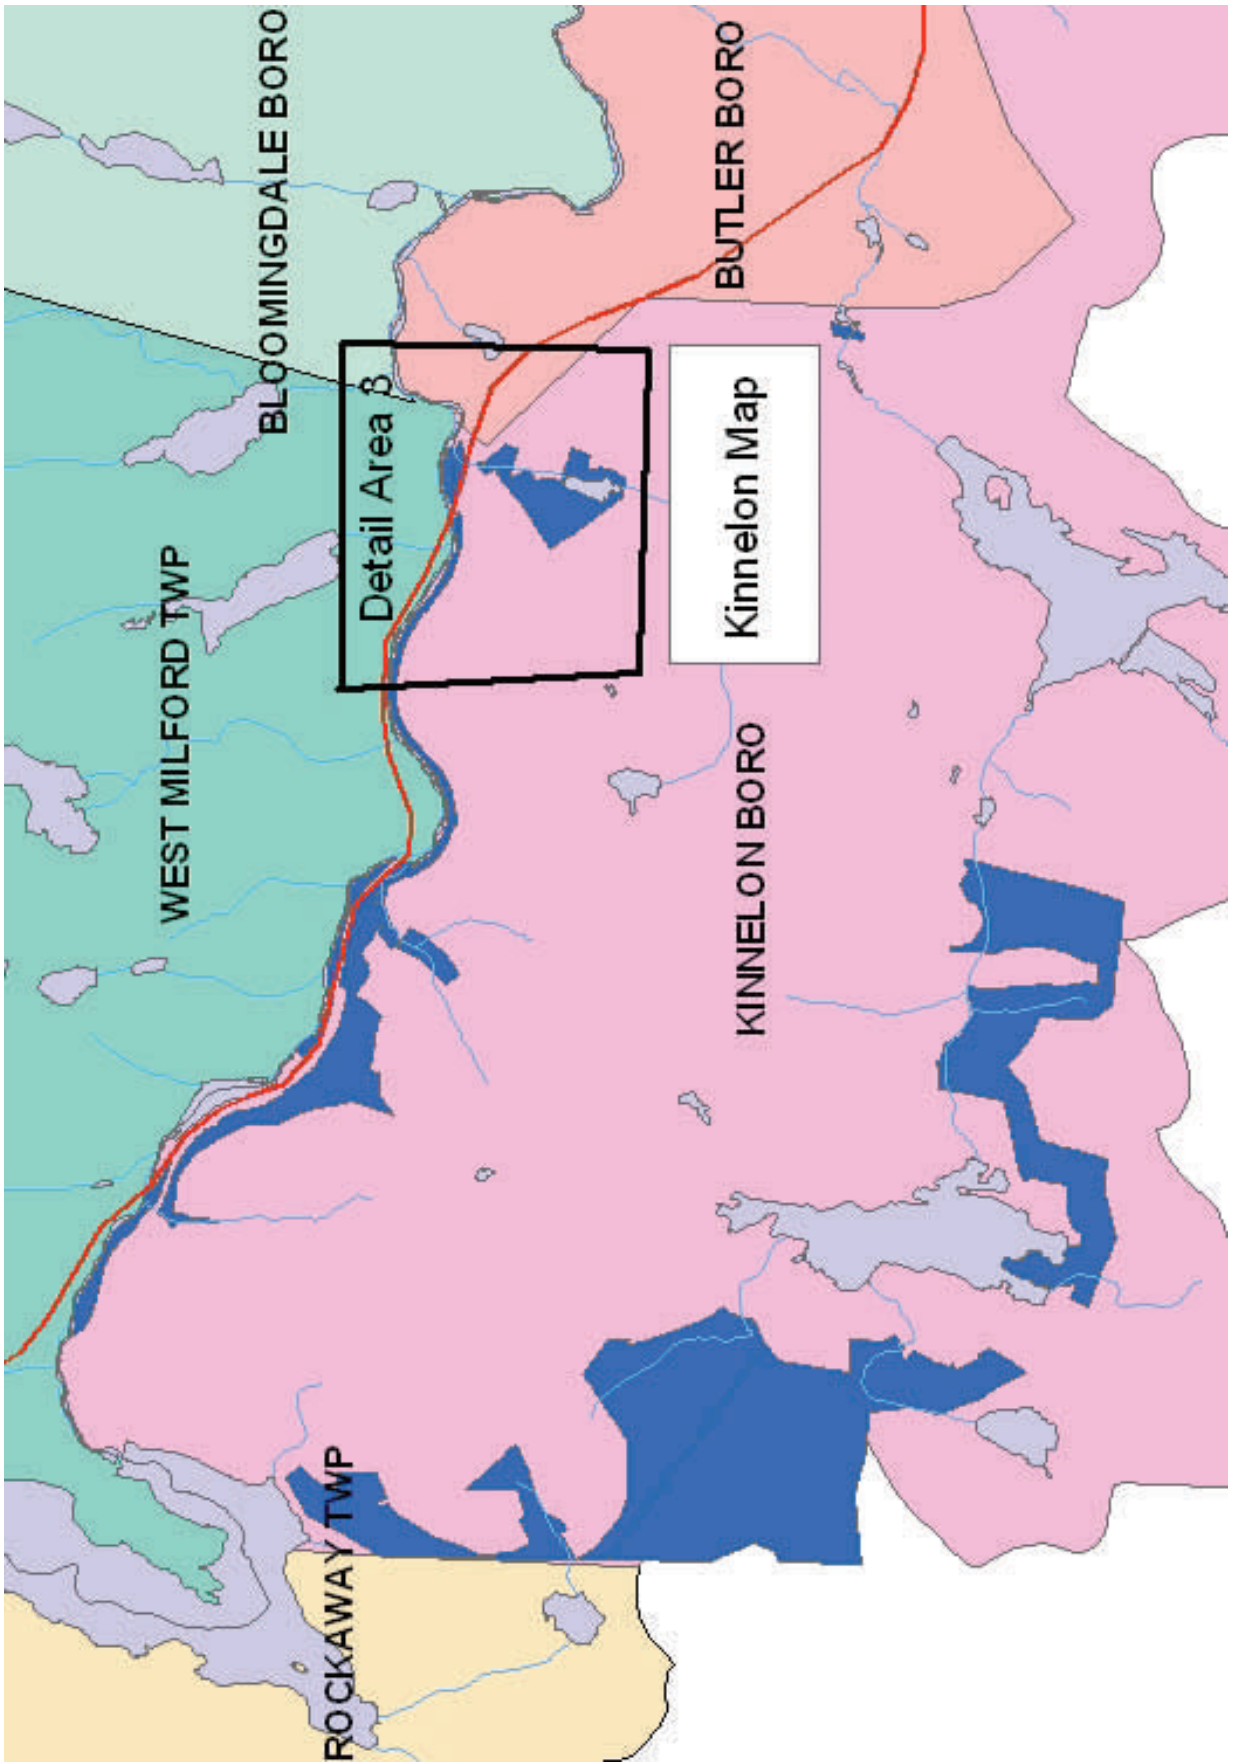 BLOOMINGDALE BORO
WEST MILFORD TWP
Detail Area 3
BUTLER BORO
Kinnelon Map
KINNELON BORO
ROCKAWAY TWP